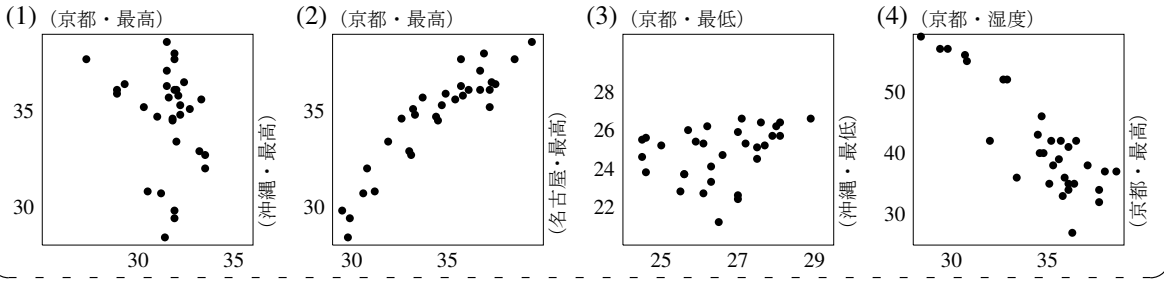 (1) (京都・最高)
35
30
30 35
(沖縄・最高)
(2) (京都・最高)
35
30
30 35
(名古屋・最高)
(3) (京都・最低)
28
26
24
22
25 27 29
(沖縄・最低)
(4) (京都・湿度)
50
40
30
30 35
(京都・最高)